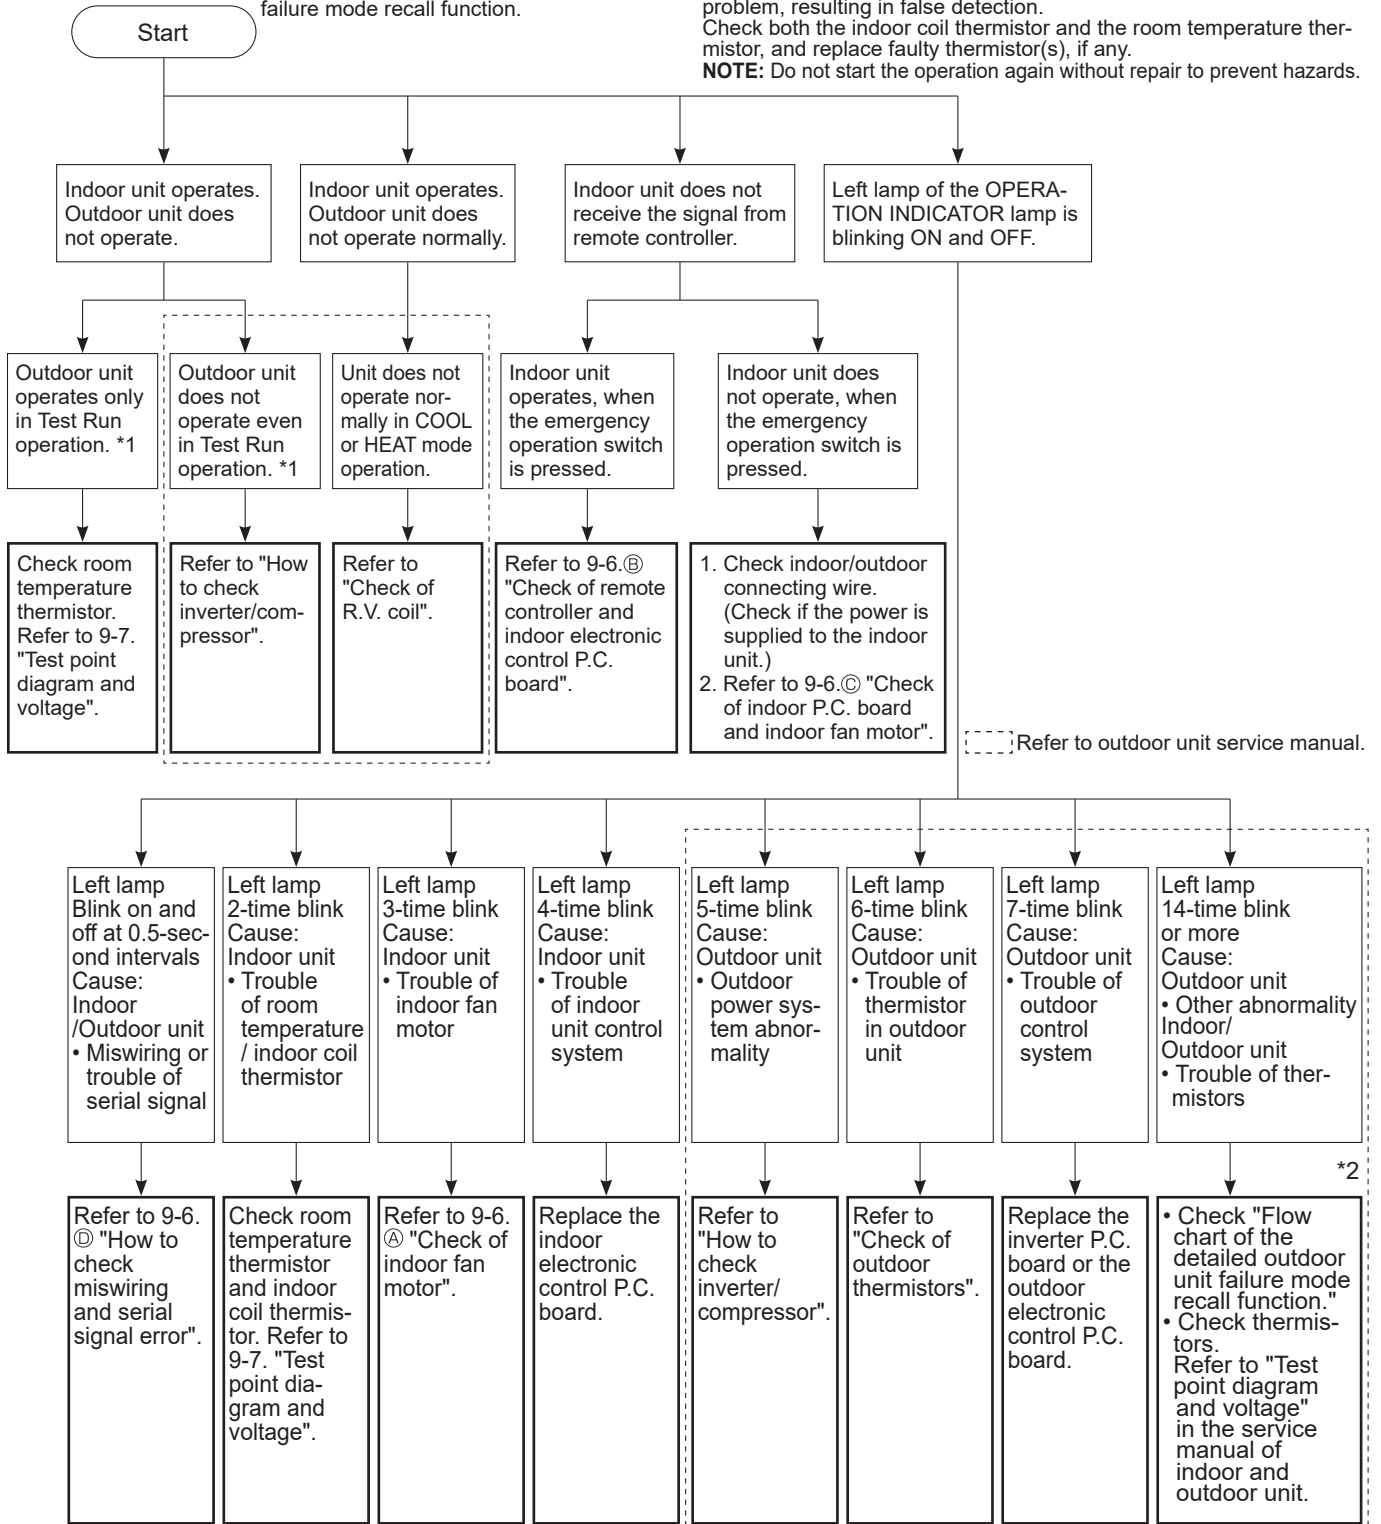 failure mode recall function.
problem, resulting in false detection.
Check both the indoor coil thermistor and the room temperature ther-
mistor, and replace faulty thermistor(s), if any.
NOTE: Do not start the operation again without repair to prevent hazards.
Start
Indoor unit operates.
Outdoor unit does
not operate.
Indoor unit operates.
Outdoor unit does
not operate normally.
Indoor unit does not
receive the signal from
remote controller.
Left lamp of the OPERA-
TION INDICATOR lamp is
blinking ON and OFF.
Outdoor unit
operates only
in Test Run
operation. *1
Outdoor unit
does not
operate even
in Test Run
operation. *1
Unit does not
operate nor-
mally in COOL
or HEAT mode
operation.
Indoor unit
operates, when
the emergency
operation switch
is pressed.
Indoor unit does
not operate, when
the emergency
operation switch is
pressed.
Check room
temperature
thermistor.
Refer to 9-7.
"Test point
diagram and
voltage".
Refer to "How
to check
inverter/com-
pressor".
Refer to
"Check of
R.V. coil".
Refer to 9-6.Ⓑ
"Check of remote
controller and
indoor electronic
control P.C.
board".
1. Check indoor/outdoor
connecting wire.
(Check if the power is
supplied to the indoor
unit.)
2. Refer to 9-6.Ⓒ "Check
of indoor P.C. board
and indoor fan motor".
Refer to outdoor unit service manual.
Left lamp
Blink on and
off at 0.5-sec-
ond intervals
Cause:
Indoor
/Outdoor unit
• Miswiring or
trouble of
serial signal
Left lamp
2-time blink
Cause:
Indoor unit
• Trouble
of room
temperature
/ indoor coil
thermistor
Left lamp
3-time blink
Cause:
Indoor unit
• Trouble of
indoor fan
motor
Left lamp
4-time blink
Cause:
Indoor unit
• Trouble
of indoor
unit control
system
Left lamp
5-time blink
Cause:
Outdoor unit
• Outdoor
power sys-
tem abnor-
mality
Left lamp
6-time blink
Cause:
Outdoor unit
• Trouble of
thermistor
in outdoor
unit
Left lamp
7-time blink
Cause:
Outdoor unit
• Trouble of
outdoor
control
system
Left lamp
14-time blink
or more
Cause:
Outdoor unit
• Other abnormality
Indoor/
Outdoor unit
• Trouble of ther-
mistors
*2
Refer to 9-6.
Ⓓ "How to
check
miswiring
and serial
signal error".
Check room
temperature
thermistor
and indoor
coil thermis-
tor. Refer to
9-7. "Test
point dia-
gram and
voltage".
Refer to 9-6.
Ⓐ "Check of
indoor fan
motor".
Replace the
indoor
electronic
control P.C.
board.
Refer to
"How to
check
inverter/
compressor".
Refer to
"Check of
outdoor
thermistors".
Replace the
inverter P.C.
board or the
outdoor
electronic
control P.C.
board.
• Check "Flow
chart of the
detailed outdoor
unit failure mode
recall function."
• Check thermis-
tors.
Refer to "Test
point diagram
and voltage"
in the service
manual of
indoor and
outdoor unit.